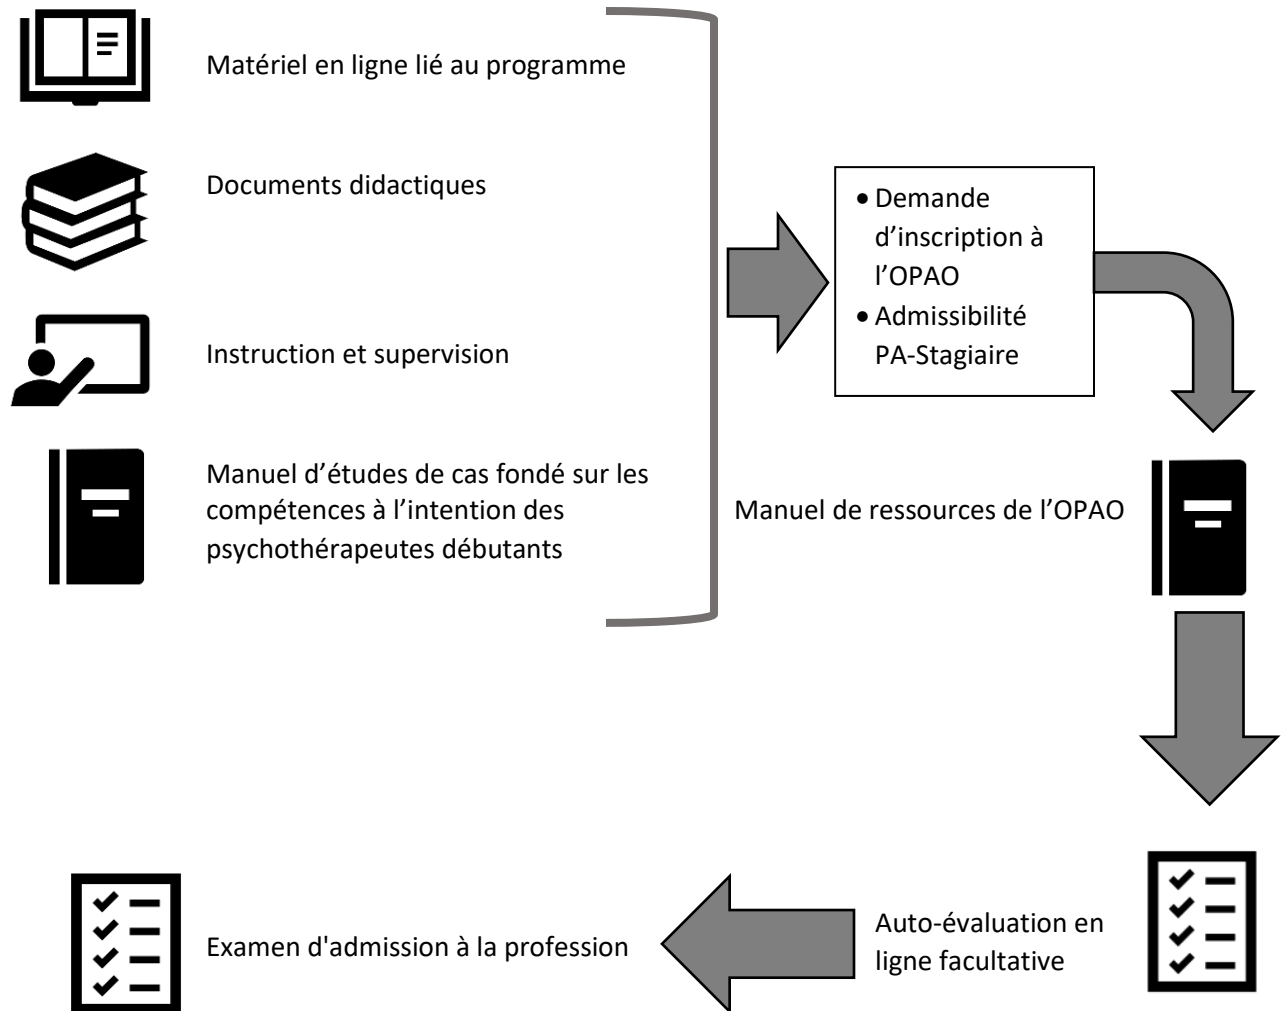 Matériel en ligne lié au programme
Documents didactiques
Instruction et supervision
Manuel d’études de cas fondé sur les
compétences à l’intention des
psychothérapeutes débutants
• Demande
d’inscription à
l’OPAO
• Admissibilité
PA-Stagiaire
Manuel de ressources de l’OPAO
Auto-évaluation en
ligne facultative
Examen d'admission à la profession